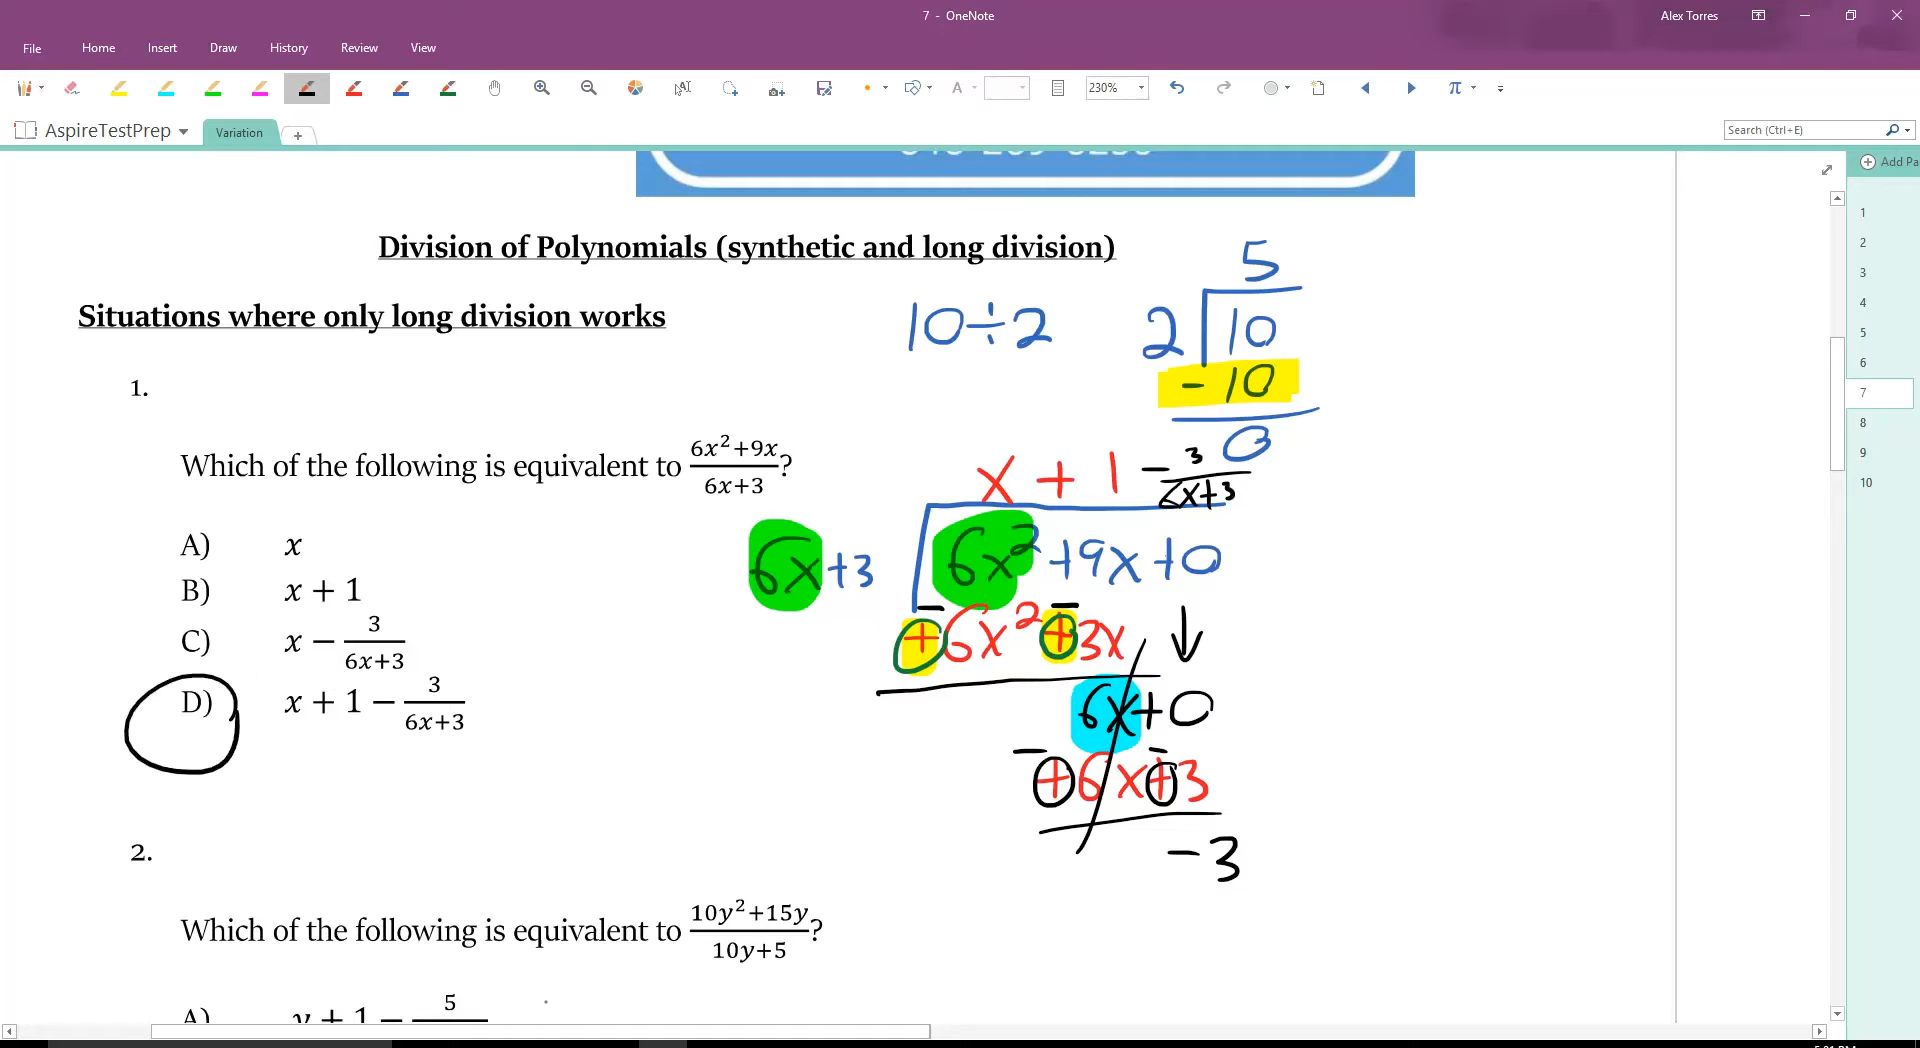 7 - OneNote
Alex Torres
File Home Insert Draw History Review View
230%
AspireTestPrep
Variation
Search (Ctrl+E)
Add Pa
1
2
3
4
5
6
7
8
9
10
Division of Polynomials (synthetic and long division)
Situations where only long division works
10÷2
5
2 10
- 10
0
1.
Which of the following is equivalent to (6x²+9x)/(6x+3)?
A) x
B) x + 1
C) x − 3/(6x+3)
D) x + 1 − 3/(6x+3)
x + 1 − 3/(6x+3)
6x+3 6x² +9x +0
− −
+6x² +3x ↓
6x+0
− −
+6x+3
−3
2.
Which of the following is equivalent to (10y²+15y)/(10y+5)?
A) y + 1 − 5